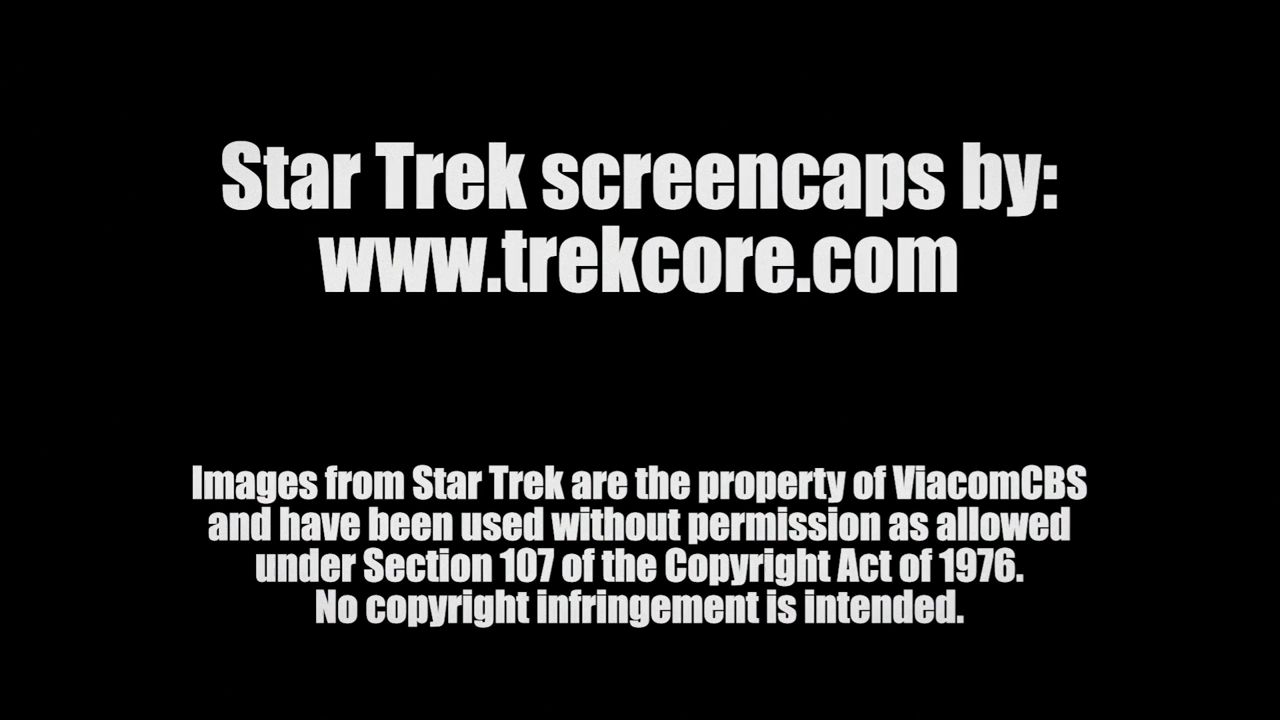 Star Trek screencaps by:
www.trekcore.com
Images from Star Trek are the property of ViacomCBS
and have been used without permission as allowed
under Section 107 of the Copyright Act of 1976.
No copyright infringement is intended.